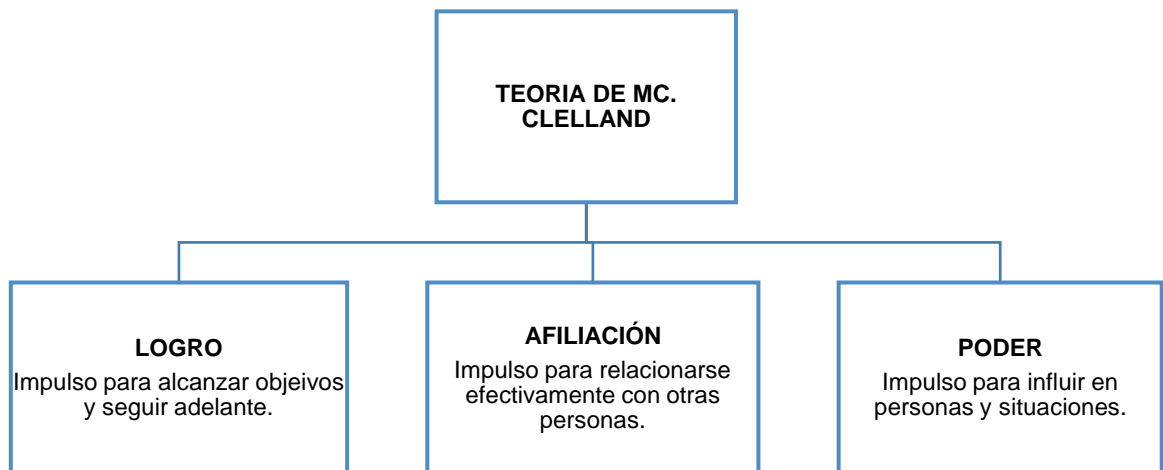 TEORIA DE MC.
CLELLAND
LOGRO
Impulso para alcanzar objeivos
y seguir adelante.
AFILIACIÓN
Impulso para relacionarse
efectivamente con otras
personas.
PODER
Impulso para influir en
personas y situaciones.